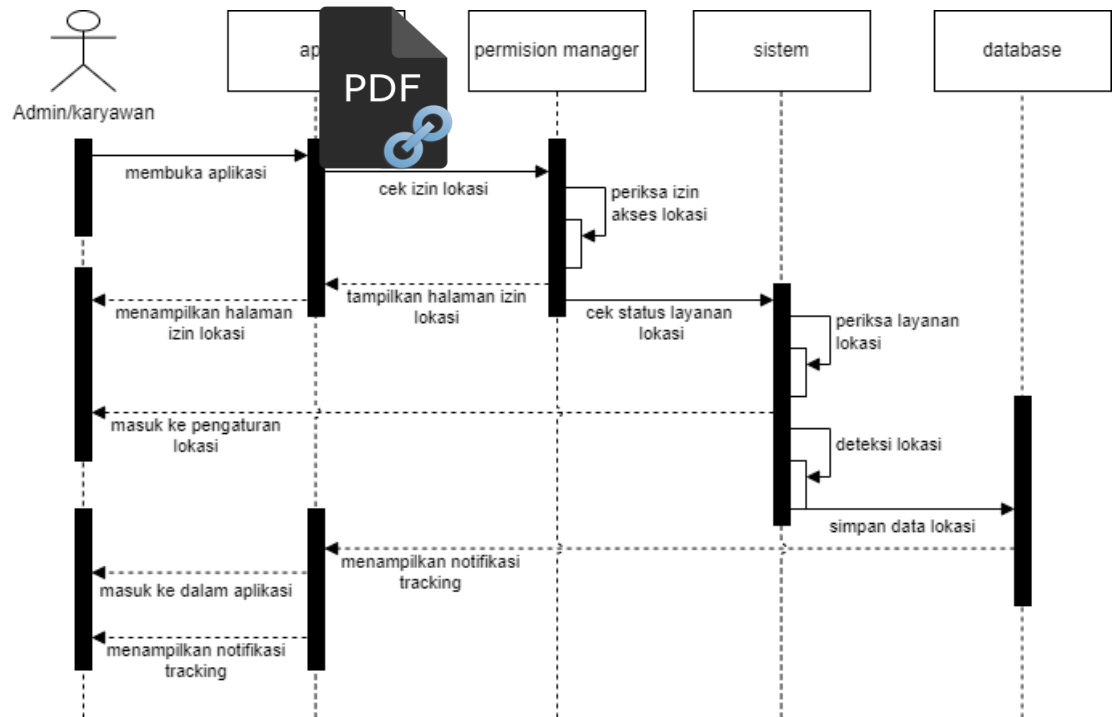 PDF
permision manager
sistem
database
Admin/karyawan
membuka aplikasi
cek izin lokasi
periksa izin
akses lokasi
tampilkan halaman izin
lokasi
menampilkan halaman
izin lokasi
cek status layanan
lokasi
periksa layanan
lokasi
masuk ke pengaturan
lokasi
deteksi lokasi
simpan data lokasi
menampilkan notifikasi
tracking
masuk ke dalam aplikasi
menampilkan notifikasi
tracking